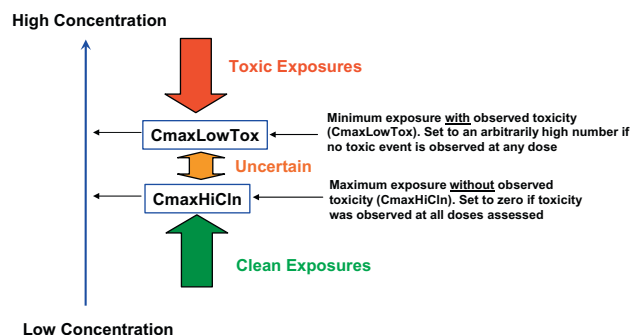 High Concentration
Toxic Exposures
Minimum exposure with observed toxicity
(CmaxLowTox). Set to an arbitrarily high number if
no toxic event is observed at any dose
CmaxLowTox
Uncertain
CmaxHiCln
Maximum exposure without observed
toxicity (CmaxHiCln). Set to zero if toxicity
was observed at all doses assessed
Clean Exposures
Low Concentration